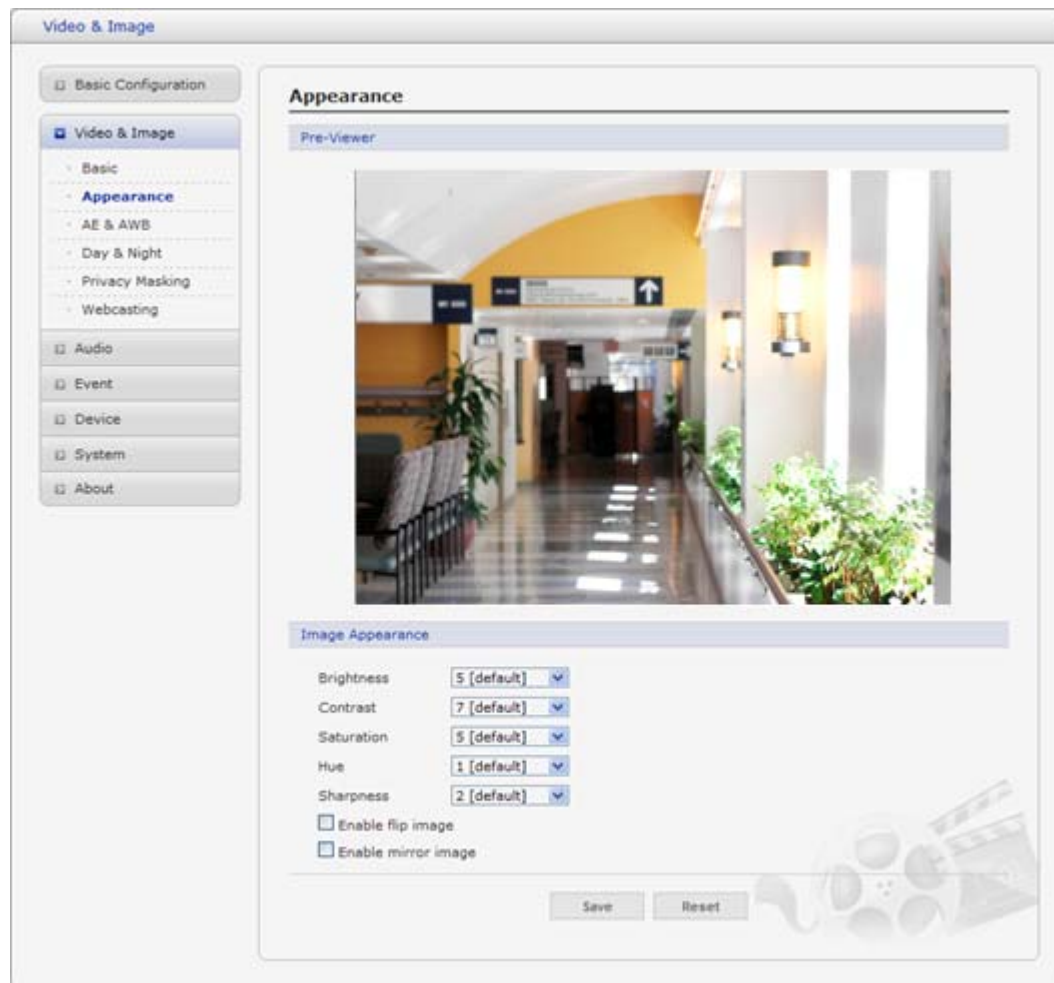 Video & Image
Basic Configuration
Video & Image
Basic
Appearance
AE & AWB
Day & Night
Privacy Masking
Webcasting
Audio
Event
Device
System
About
Appearance
Pre-Viewer
Image Appearance
Brightness 5 [default]
Contrast 7 [default]
Saturation 5 [default]
Hue 1 [default]
Sharpness 2 [default]
Enable flip image
Enable mirror image
Save Reset